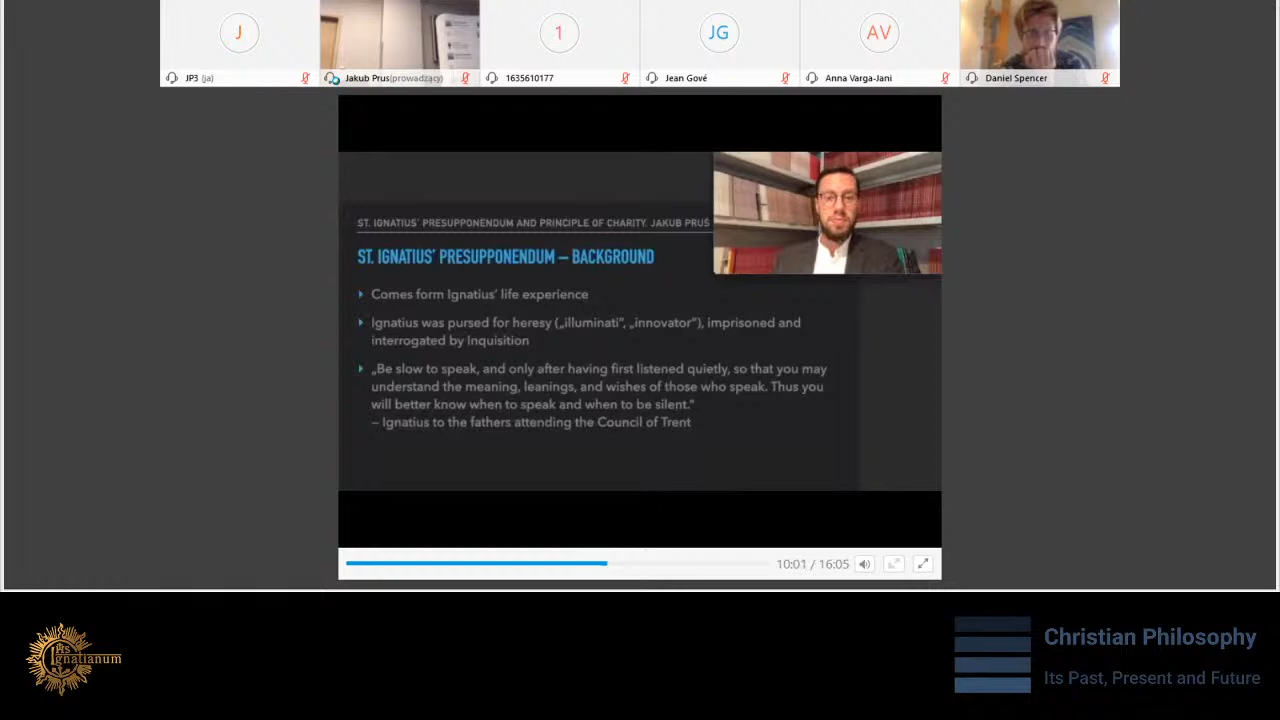 J
1
JG
AV
JP3 (ja)
Jakub Prus(prowadzący)
1635610177
Jean Gové
Anna Varga-Jani
Daniel Spencer
ST. IGNATIUS' PRESUPPONENDUM AND PRINCIPLE OF CHARITY. JAKUB PRUŚ
ST. IGNATIUS' PRESUPPONENDUM – BACKGROUND
Comes form Ignatius' life experience
Ignatius was pursed for heresy („illuminati”, „innovator”), imprisoned and
interrogated by Inquisition
„Be slow to speak, and only after having first listened quietly, so that you may
understand the meaning, leanings, and wishes of those who speak. Thus you
will better know when to speak and when to be silent.”
– Ignatius to the fathers attending the Council of Trent
10:01 / 16:05
Ignatianum
Christian Philosophy
Its Past, Present and Future